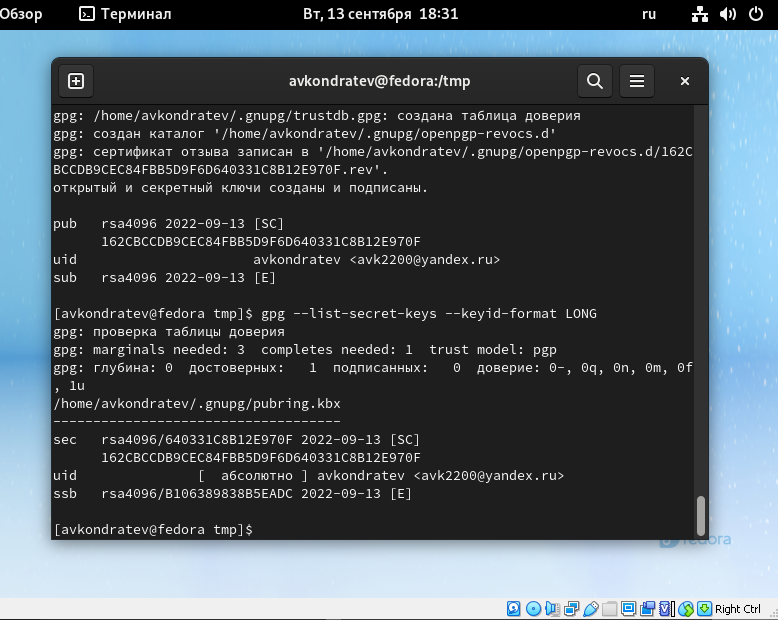 Обзор Терминал Вт, 13 сентября 18:31 ru
avkondratev@fedora:/tmp
gpg: /home/avkondratev/.gnupg/trustdb.gpg: создана таблица доверия
gpg: создан каталог '/home/avkondratev/.gnupg/openpgp-revocs.d'
gpg: сертификат отзыва записан в '/home/avkondratev/.gnupg/openpgp-revocs.d/162C
BCCDB9CEC84FBB5D9F6D640331C8B12E970F.rev'.
открытый и секретный ключи созданы и подписаны.
pub   rsa4096 2022-09-13 [SC]
      162CBCCDB9CEC84FBB5D9F6D640331C8B12E970F
uid                      avkondratev <avk2200@yandex.ru>
sub   rsa4096 2022-09-13 [E]
[avkondratev@fedora tmp]$ gpg --list-secret-keys --keyid-format LONG
gpg: проверка таблицы доверия
gpg: marginals needed: 3  completes needed: 1  trust model: pgp
gpg: глубина: 0  достоверных:   1  подписанных:   0  доверие: 0-, 0q, 0n, 0m, 0f
, 1u
/home/avkondratev/.gnupg/pubring.kbx
------------------------------------
sec   rsa4096/640331C8B12E970F 2022-09-13 [SC]
      162CBCCDB9CEC84FBB5D9F6D640331C8B12E970F
uid               [  абсолютно ] avkondratev <avk2200@yandex.ru>
ssb   rsa4096/B106389838B5EADC 2022-09-13 [E]
[avkondratev@fedora tmp]$
fedora
Right Ctrl